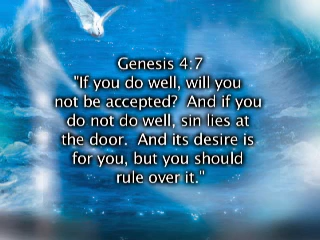 Genesis 4:7
"If you do well, will you
not be accepted?  And if you
do not do well, sin lies at
the door.  And its desire is
for you, but you should
rule over it."